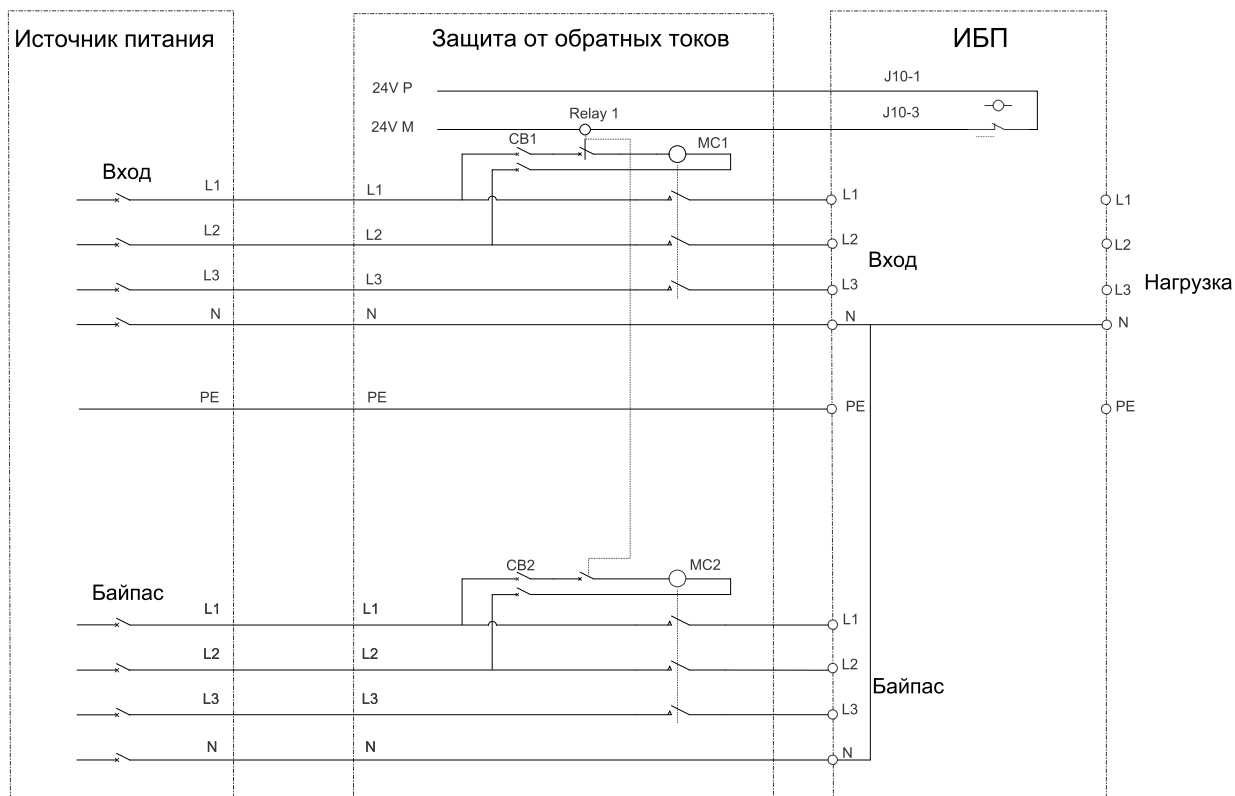 Источник питания
Защита от обратных токов
ИБП
24V P
J10-1
24V M
Relay 1
J10-3
CB1
MC1
Вход
L1
L1
L1
L1
L2
L2
L2
L2
Вход
L3
L3
L3
L3
Нагрузка
N
N
N
N
PE
PE
PE
PE
CB2
MC2
Байпас
L1
L1
L1
L2
L2
L2
Байпас
L3
L3
L3
N
N
N